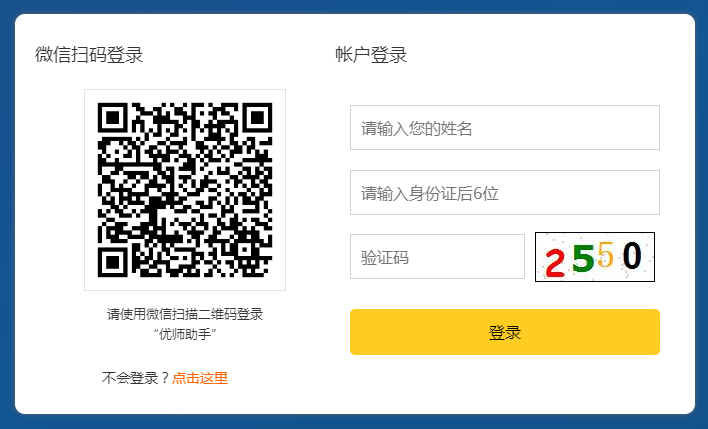 微信扫码登录
请使用微信扫描二维码登录
“优师助手”
不会登录？点击这里
帐户登录
请输入您的姓名
请输入身份证后6位
验证码
2550
登录